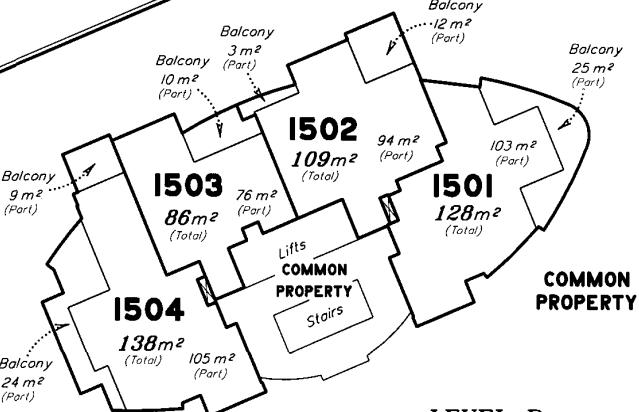 Balcony
12 m²
(Part)
Balcony
3 m²
(Part)
Balcony
10 m²
(Part)
Balcony
25 m²
(Part)
1502
109m²
(Total)
94 m²
(Part)
103 m²
(Part)
Balcony
9 m²
(Part)
1503
86m²
(Total)
76 m²
(Part)
1501
128m²
(Total)
Lifts
COMMON
PROPERTY
Stairs
COMMON
PROPERTY
1504
138m²
(Total)
105 m²
(Part)
Balcony
24 m²
(Part)